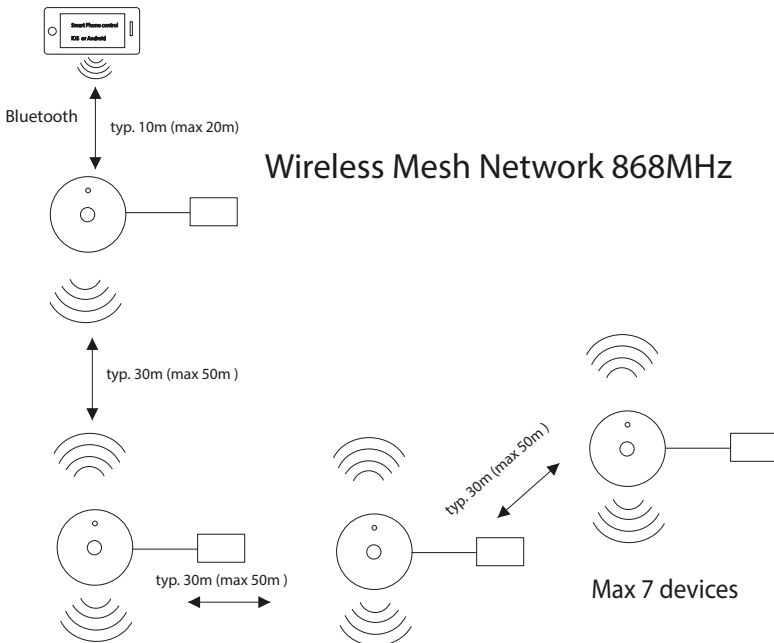 Smart Phone control
IOS or Android
Bluetooth
typ. 10m (max 20m)
Wireless Mesh Network 868MHz
typ. 30m (max 50m )
typ. 30m (max 50m )
typ. 30m (max 50m )
Max 7 devices